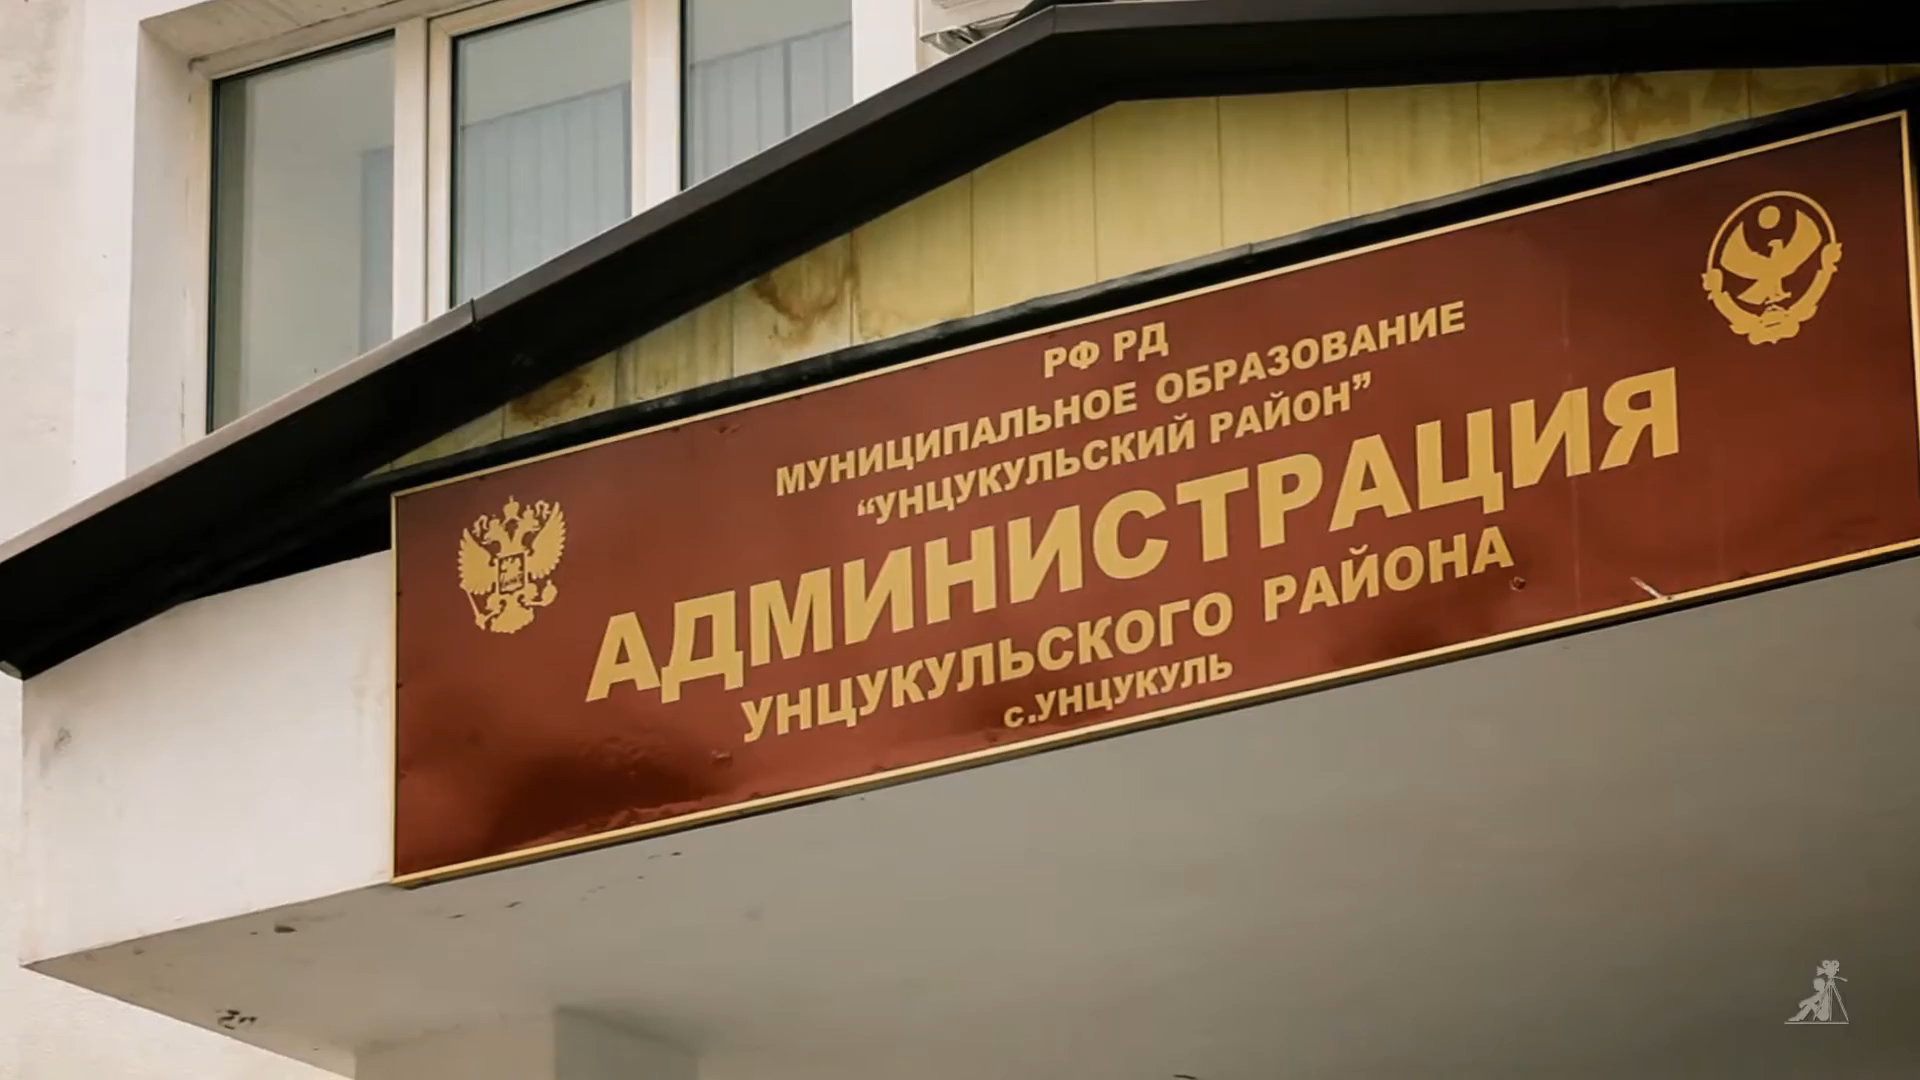 РФ РД
МУНИЦИПАЛЬНОЕ ОБРАЗОВАНИЕ
“УНЦУКУЛЬСКИЙ РАЙОН”
АДМИНИСТРАЦИЯ
УНЦУКУЛЬСКОГО РАЙОНА
с.УНЦУКУЛЬ